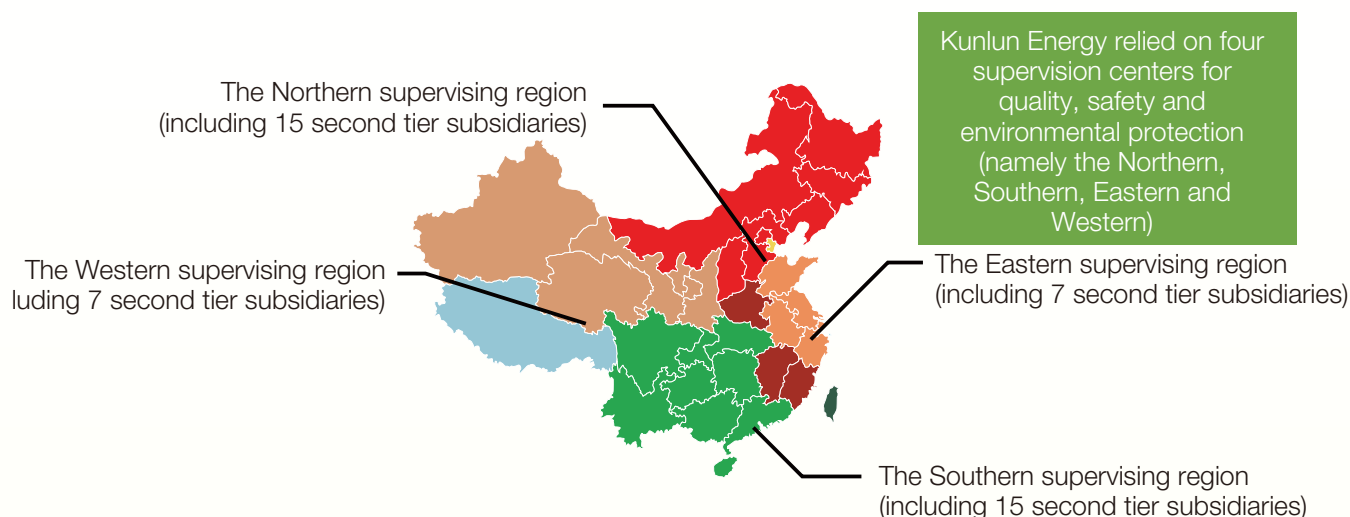 Kunlun Energy relied on four
supervision centers for
quality, safety and
environmental protection
(namely the Northern,
Southern, Eastern and
Western)
The Northern supervising region
(including 15 second tier subsidiaries)
The Western supervising region
luding 7 second tier subsidiaries)
The Eastern supervising region
(including 7 second tier subsidiaries)
The Southern supervising region
(including 15 second tier subsidiaries)